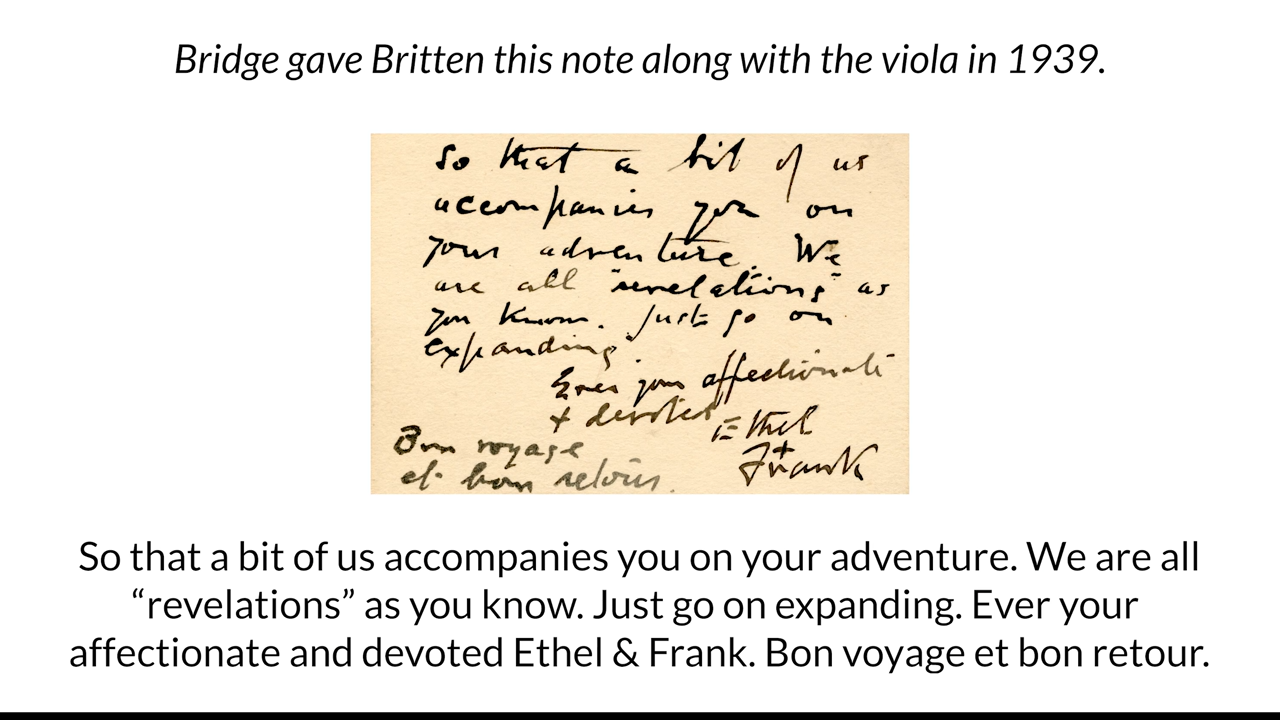 Bridge gave Britten this note along with the viola in 1939.
So that a bit of us
accompanies you on
your adventure. We
are all "revelations" as
you know. Just go on
expanding.
Ever your affectionate
+ devoted
Ethel
+
Frank
Bon voyage
et bon retour.
So that a bit of us accompanies you on your adventure. We are all
“revelations” as you know. Just go on expanding. Ever your
affectionate and devoted Ethel & Frank. Bon voyage et bon retour.